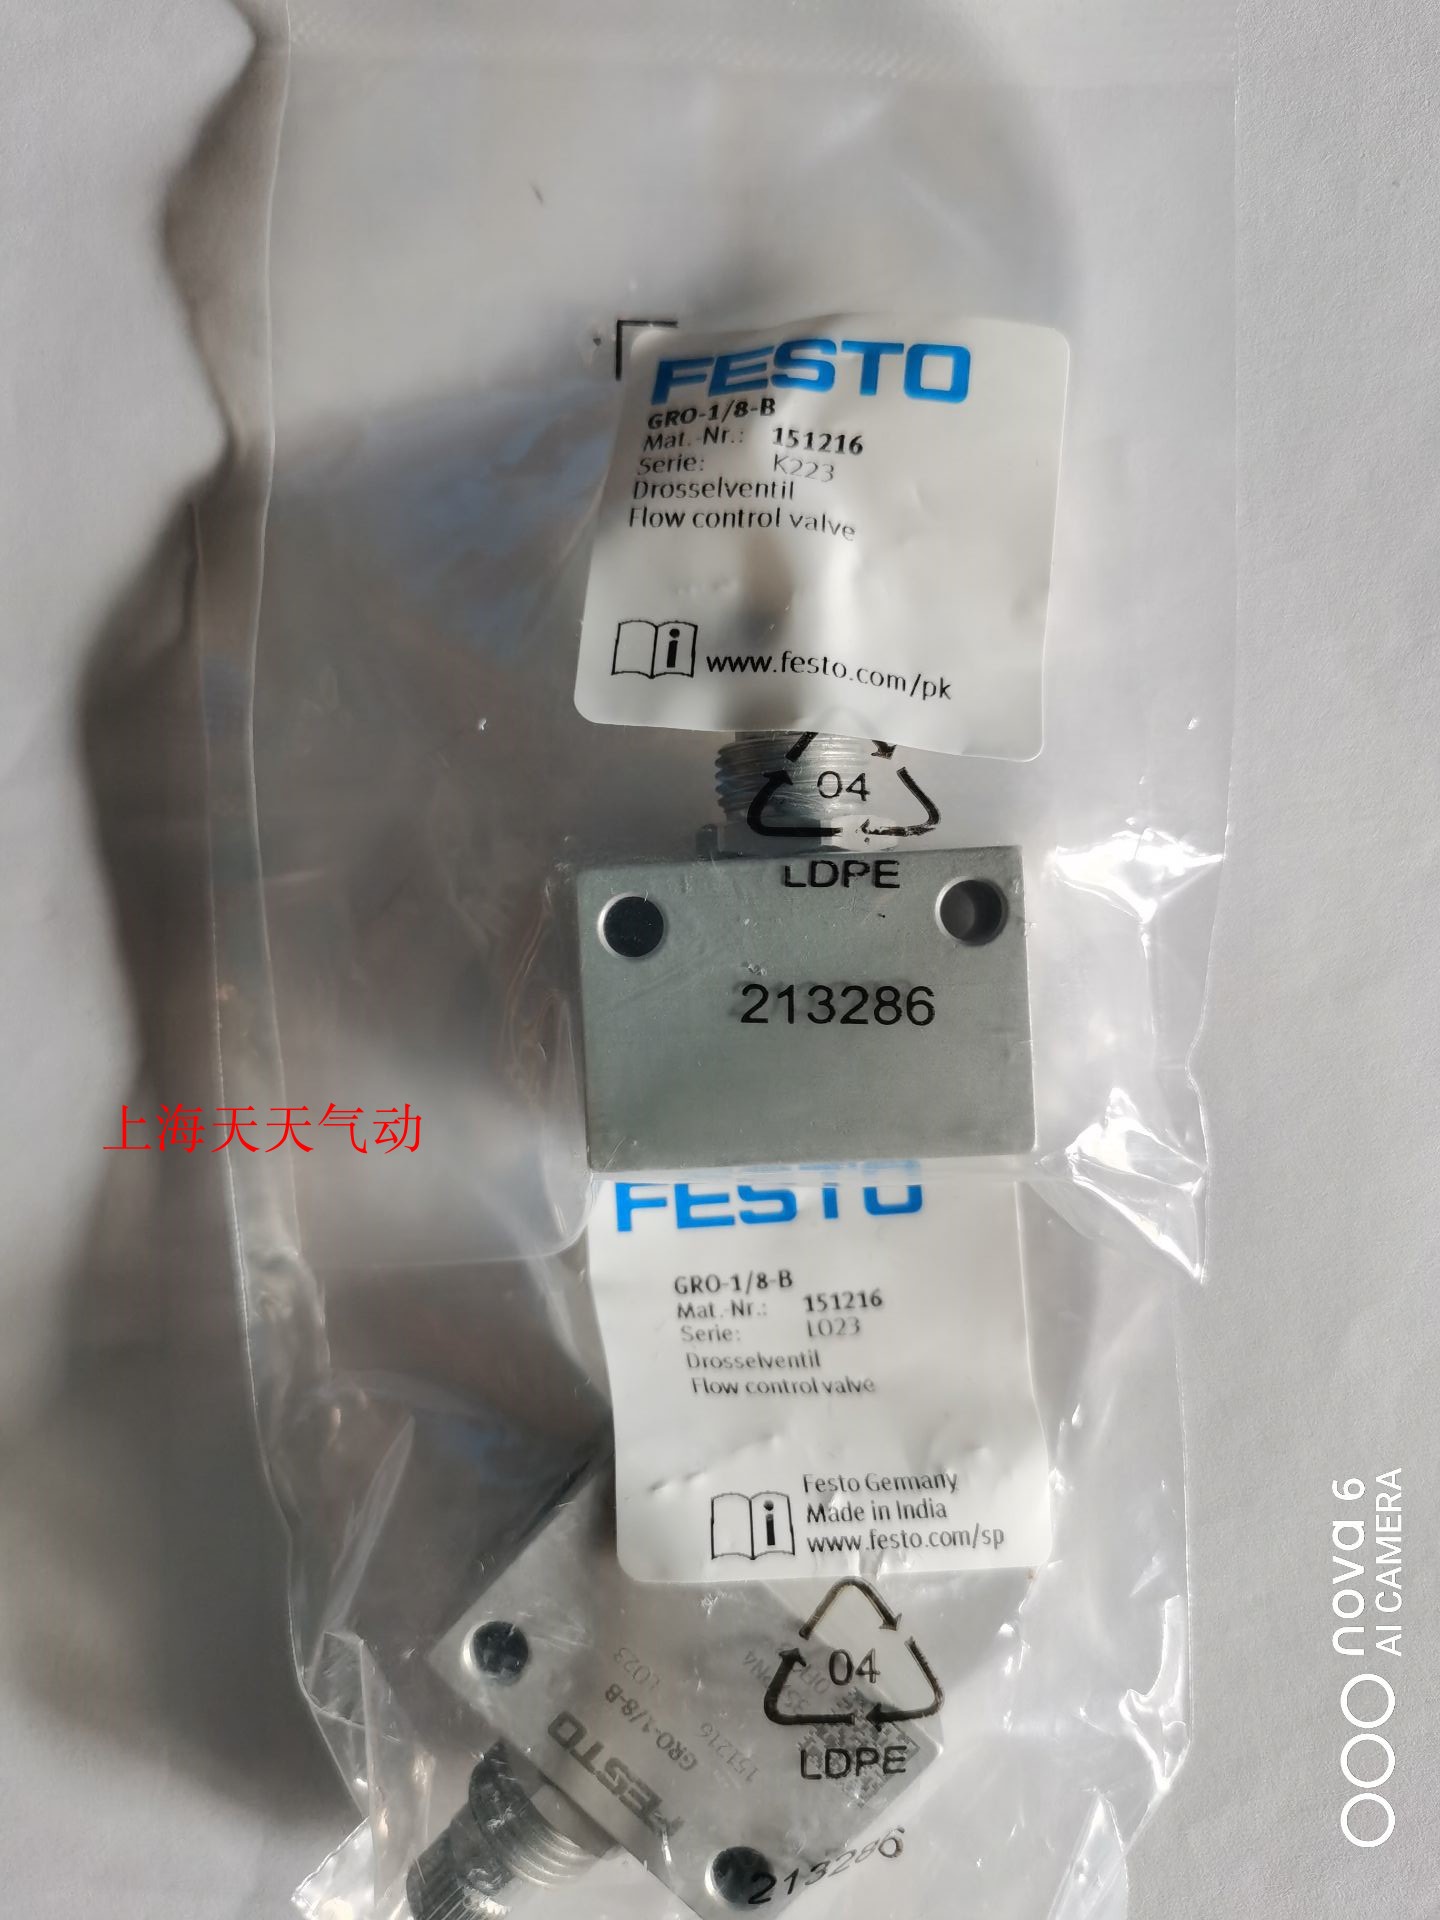 FESTO
GRO-1/8-B
Mat.-Nr.: 151216
Serie: K223
Drosselventil
Flow control valve
i www.festo.com/pk
04
LDPE
213286
上海天天气动
FESTO
GRO-1/8-B
Mat.-Nr.: 151216
Serie: L023
Drosselventil
Flow control valve
Festo Germany
Made in India
i www.festo.com/sp
04
LDPE
FESTO
GRO-1/8-B
151216
L023
213286
nova 6
AI CAMERA